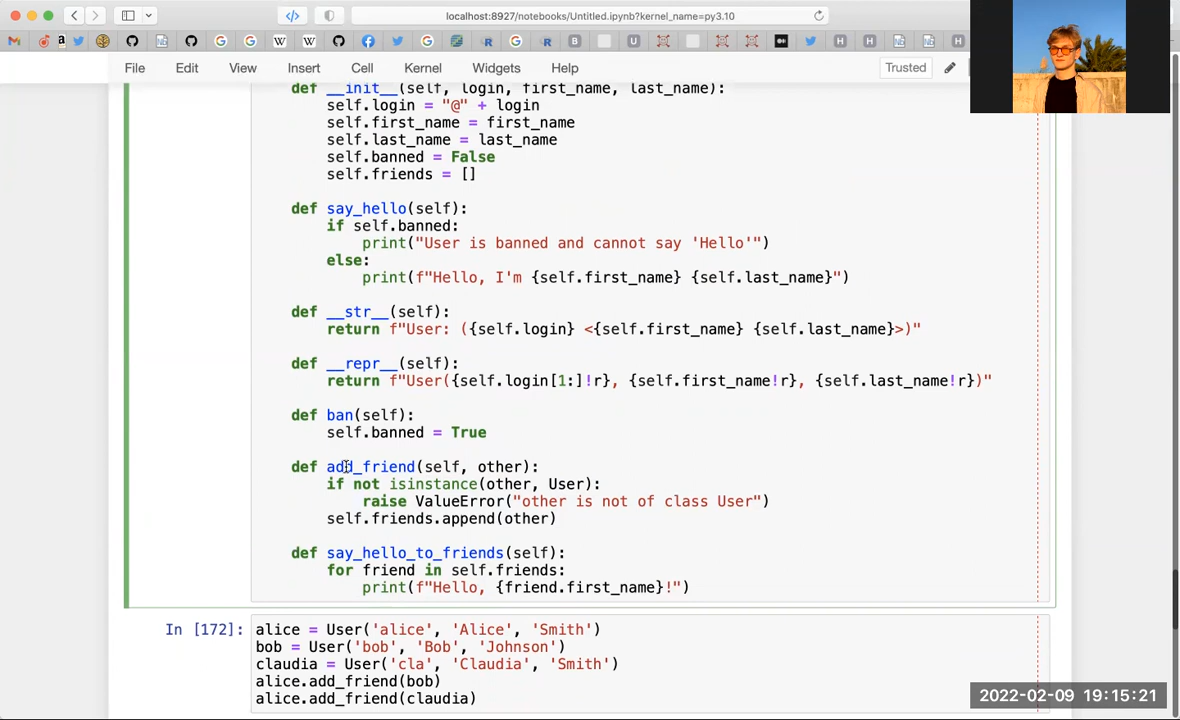 localhost:8927/notebooks/Untitled.ipynb?kernel_name=py3.10
File Edit View Insert Cell Kernel Widgets Help Trusted
def __init__(self, login, first_name, last_name):
self.login = "@" + login
self.first_name = first_name
self.last_name = last_name
self.banned = False
self.friends = []
def say_hello(self):
if self.banned:
print("User is banned and cannot say 'Hello'")
else:
print(f"Hello, I'm {self.first_name} {self.last_name}")
def __str__(self):
return f"User: ({self.login} <{self.first_name} {self.last_name}>)"
def __repr__(self):
return f"User({self.login[1:]!r}, {self.first_name!r}, {self.last_name!r})"
def ban(self):
self.banned = True
def add_friend(self, other):
if not isinstance(other, User):
raise ValueError("other is not of class User")
self.friends.append(other)
def say_hello_to_friends(self):
for friend in self.friends:
print(f"Hello, {friend.first_name}!")
In [172]: alice = User('alice', 'Alice', 'Smith')
bob = User('bob', 'Bob', 'Johnson')
claudia = User('cla', 'Claudia', 'Smith')
alice.add_friend(bob)
alice.add_friend(claudia)
2022-02-09 19:15:21